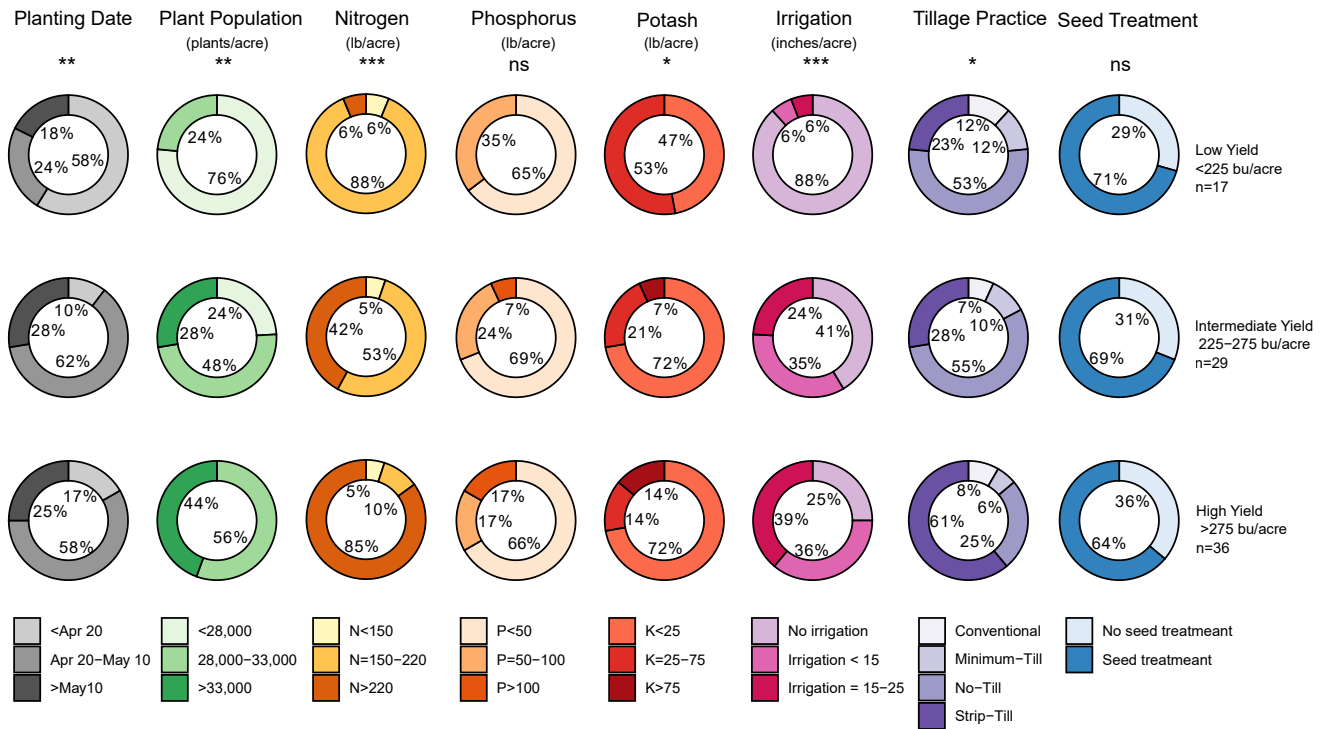 Planting Date Plant Population Nitrogen Phosphorus Potash Irrigation Tillage Practice Seed Treatment
(plants/acre) (lb/acre) (lb/acre) (lb/acre) (inches/acre)
** ** *** ns * *** * ns
18% 24% 58%
24% 76%
6% 6% 88%
35% 65%
47% 53%
6% 6% 88%
12% 23% 12% 53%
29% 71%
Low Yield
<225 bu/acre
n=17
10% 28% 62%
24% 28% 48%
5% 42% 53%
7% 24% 69%
7% 21% 72%
24% 41% 35%
7% 28% 10% 55%
31% 69%
Intermediate Yield
225−275 bu/acre
n=29
17% 25% 58%
44% 56%
5% 10% 85%
17% 17% 66%
14% 14% 72%
25% 39% 36%
8% 6% 61% 25%
36% 64%
High Yield
>275 bu/acre
n=36
<Apr 20
Apr 20−May 10
>May10
<28,000
28,000−33,000
>33,000
N<150
N=150−220
N>220
P<50
P=50−100
P>100
K<25
K=25−75
K>75
No irrigation
Irrigation < 15
Irrigation = 15−25
Conventional
Minimum−Till
No−Till
Strip−Till
No seed treatmeant
Seed treatmeant